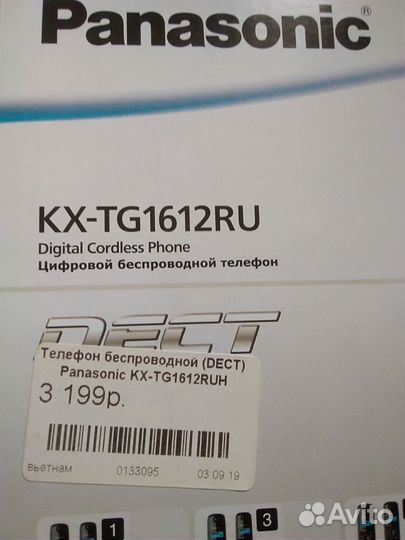 Panasonic®
KX-TG1612RU
Digital Cordless Phone
Цифровой беспроводной телефон
DECT
Телефон беспроводной (DECT)
Panasonic KX-TG1612RUH
3 199р.
вьетнам 0133095 03 09 19
1 3
Avito